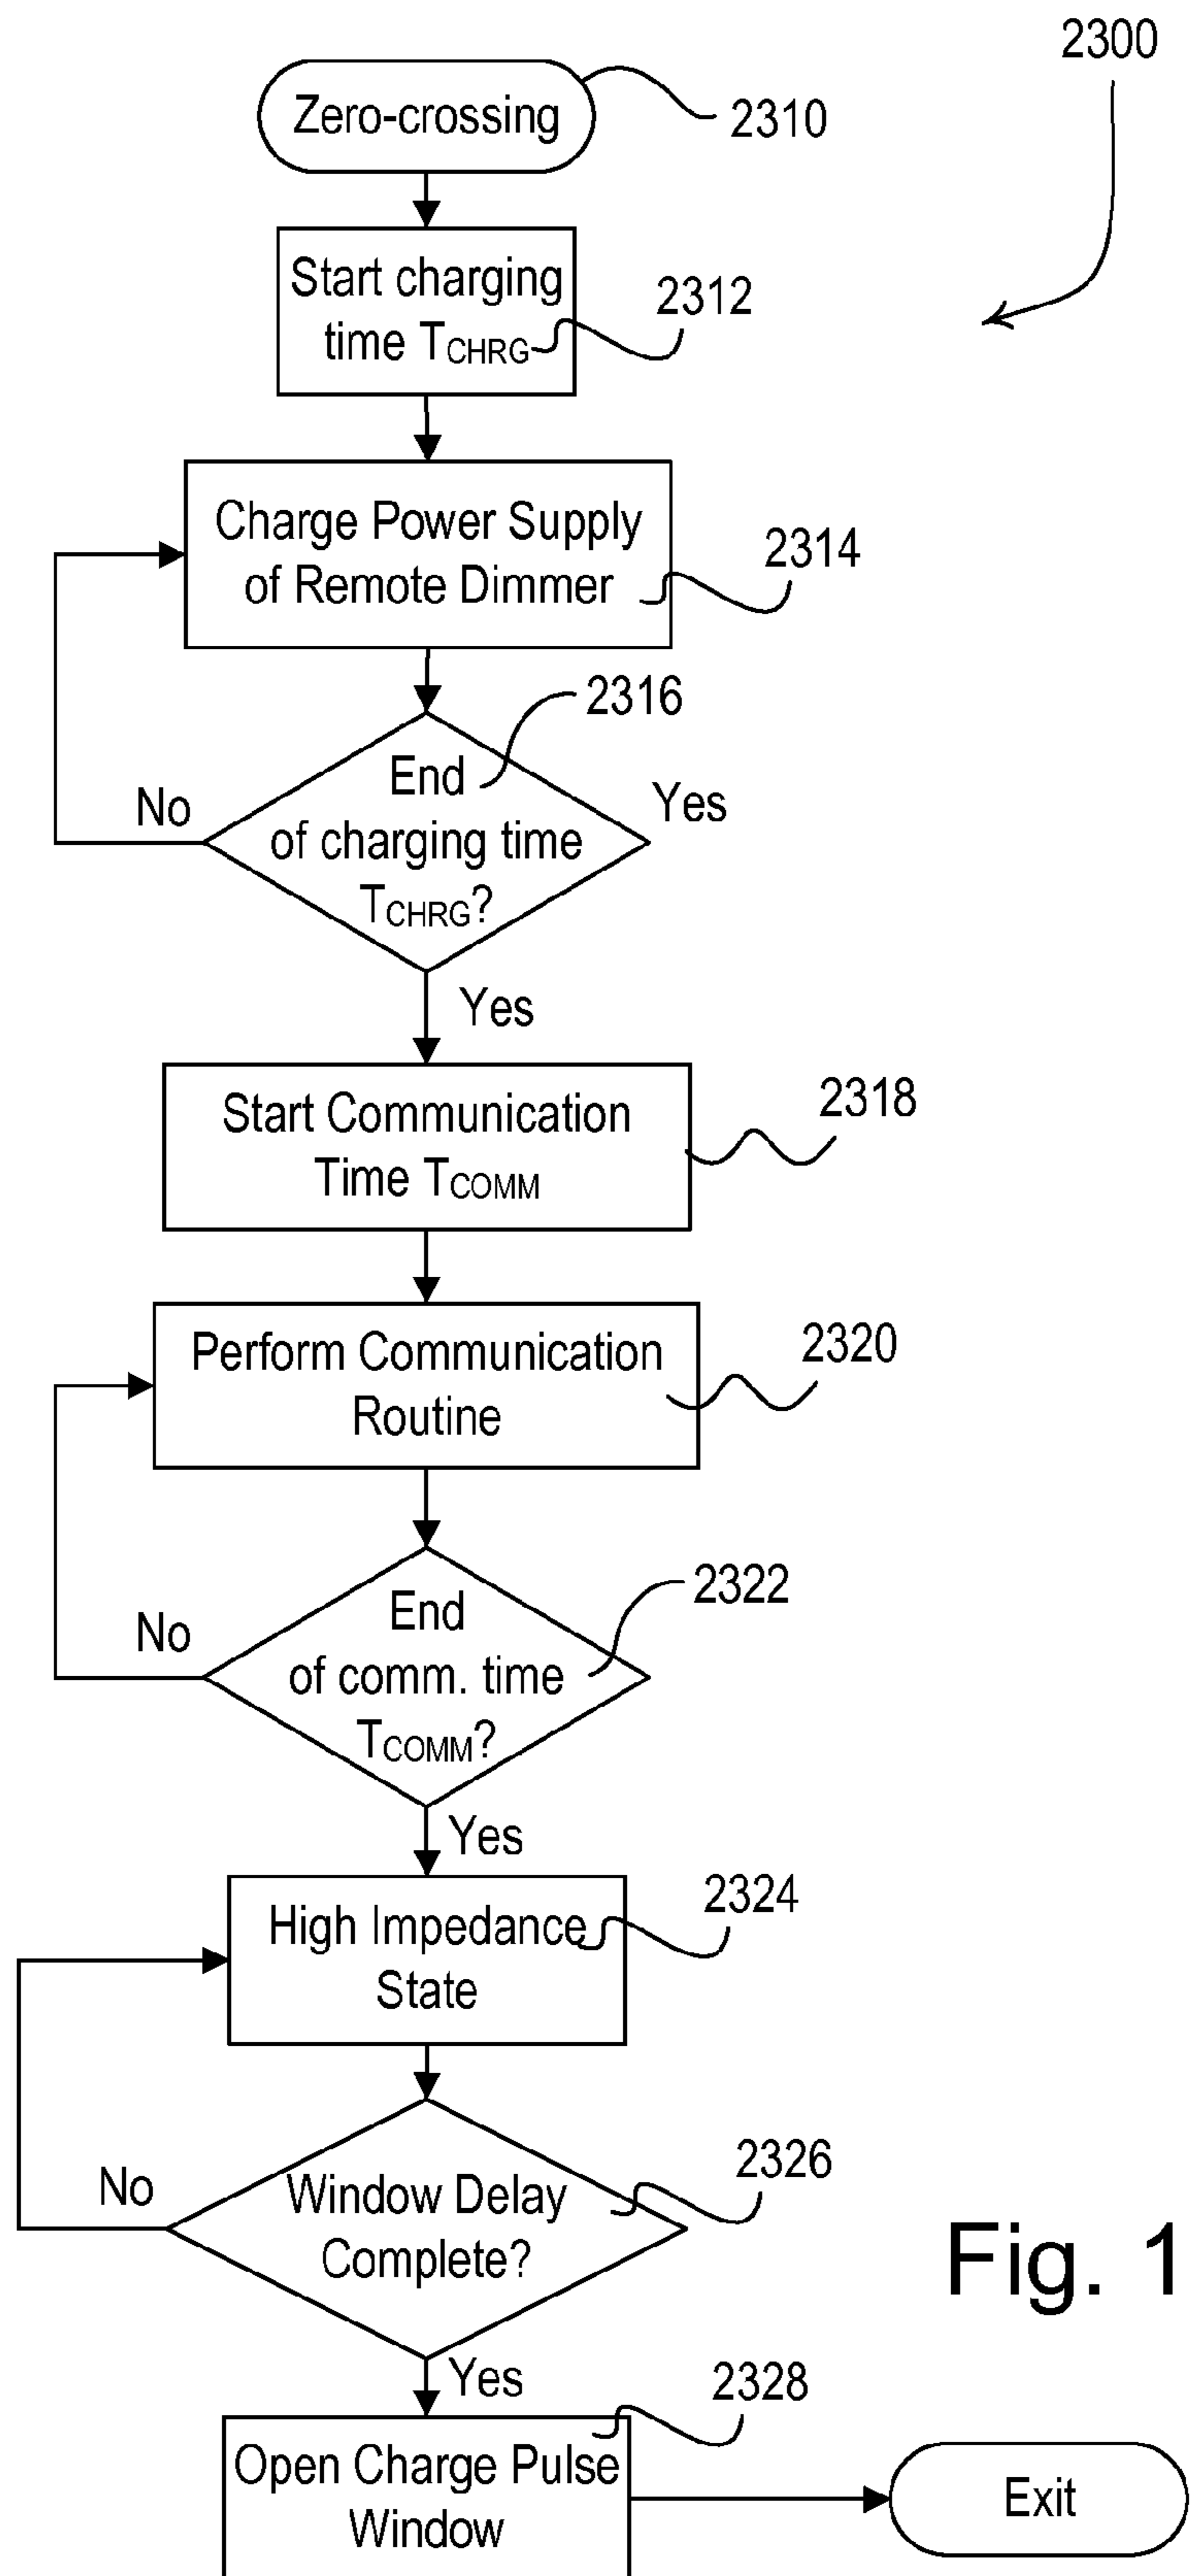 2300
Zero-crossing
2310
Start charging
time TCHRG
2312
Charge Power Supply
of Remote Dimmer
2314
2316
End
of charging time
TCHRG?
No
Yes
Yes
Start Communication
Time TCOMM
2318
Perform Communication
Routine
2320
2322
End
of comm. time
TCOMM?
No
Yes
High Impedance
State
2324
Window Delay
Complete?
2326
No
Yes
Fig. 1
Open Charge Pulse
Window
2328
Exit